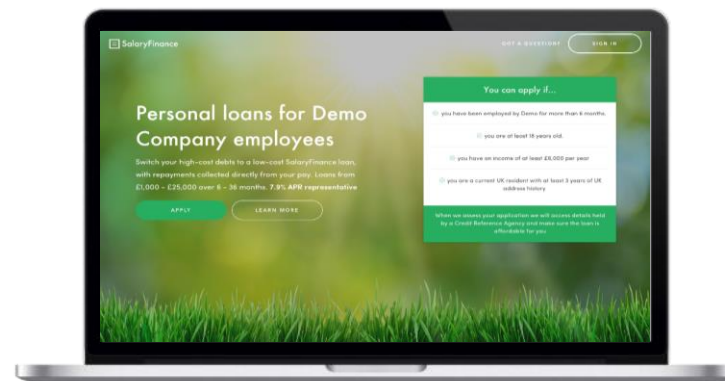 SalaryFinance
GOT A QUESTION?
SIGN IN
Personal loans for Demo
Company employees
Switch your high-cost debts to a low-cost SalaryFinance loan,
with repayments collected directly from your pay. Loans from
£1,000 - £25,000 over 6 - 36 months. 7.9% APR representative
APPLY
LEARN MORE
You can apply if...
you have been employed by Demo for more than 6 months.
you are at least 18 years old.
you have an income of at least £8,000 per year
you are a current UK resident with at least 3 years of UK
address history
When we assess your application we will access details held
by a Credit Reference Agency and make sure the loan is
affordable for you